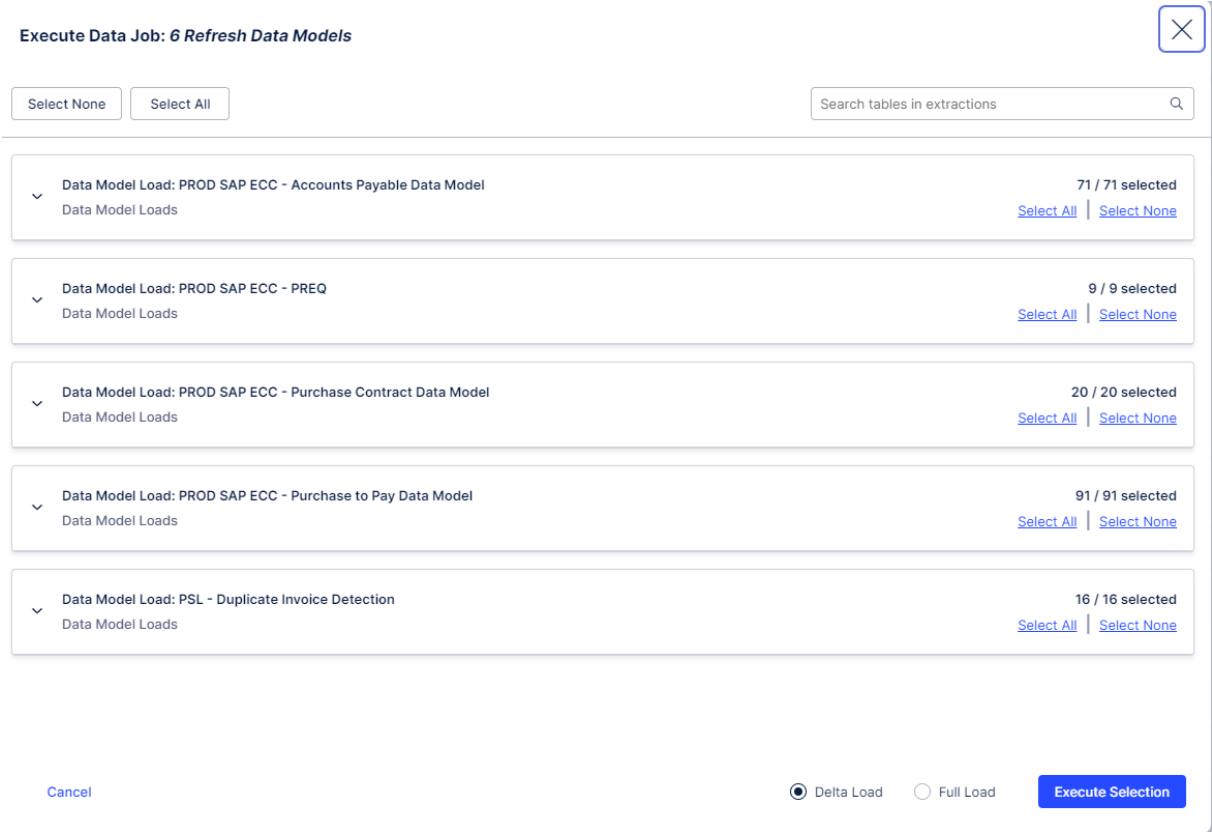 Execute Data Job: 6 Refresh Data Models
Select None Select All Search tables in extractions
Data Model Load: PROD SAP ECC - Accounts Payable Data Model 71 / 71 selected
Data Model Loads Select All | Select None
Data Model Load: PROD SAP ECC - PREQ 9 / 9 selected
Data Model Loads Select All | Select None
Data Model Load: PROD SAP ECC - Purchase Contract Data Model 20 / 20 selected
Data Model Loads Select All | Select None
Data Model Load: PROD SAP ECC - Purchase to Pay Data Model 91 / 91 selected
Data Model Loads Select All | Select None
Data Model Load: PSL - Duplicate Invoice Detection 16 / 16 selected
Data Model Loads Select All | Select None
Cancel Delta Load Full Load Execute Selection